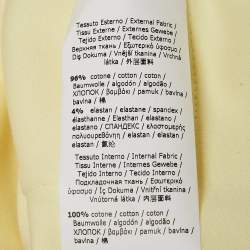 Tessuto Esterno / External Fabric /
Tissu Externe / Externes Gewebe /
Tejido Externo / Tecido Externo /
Верхняя ткань / Εξωτερικό ύφασμα /
Dış Dokuma / Vnější tkanina / Vrchná
látka / 外层面料
96% cotone / cotton / coton /
Baumwolle / algodón / algodão /
ХЛОПОК / βαμβάκι / pamuk / bavlna /
bavlna / 棉
4% elastane / elastane / spandex /
élasthanne / Elasthan / elastano /
elastano / СПАНДЕКС / ελαστομερής
πολυουρεθάνη / elastan / elastan /
elastan / 氨纶
Tessuto Interno / Internal Fabric /
Tissu Interne / Internes Gewebe /
Tejido Interno / Tecido Interno /
Подкладочная ткань / Εσωτερικό
ύφασμα / İç Dokuma / Vnitřní tkanina /
Vnútorná látka / 内层面料
100% cotone / cotton / coton /
Baumwolle / algodón / algodão /
ХЛОПОК / βαμβάκι / pamuk / bavlna /
bavlna / 棉